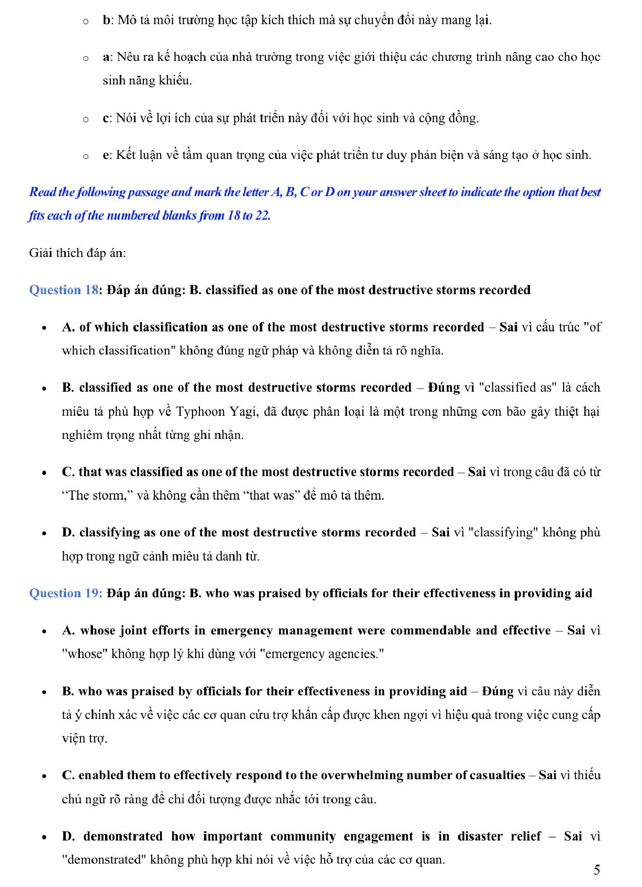 ○ b: Mô tả môi trường học tập kích thích mà sự chuyển đổi này mang lại.
○ a: Nêu ra kế hoạch của nhà trường trong việc giới thiệu các chương trình nâng cao cho học
sinh năng khiếu.
○ c: Nói về lợi ích của sự phát triển này đối với học sinh và cộng đồng.
○ e: Kết luận về tầm quan trọng của việc phát triển tư duy phản biện và sáng tạo ở học sinh.
Read the following passage and mark the letter A, B, C or D on your answer sheet to indicate the option that best
fits each of the numbered blanks from 18 to 22.
Giải thích đáp án:
Question 18: Đáp án đúng: B. classified as one of the most destructive storms recorded
• A. of which classification as one of the most destructive storms recorded – Sai vì cấu trúc "of
which classification" không đúng ngữ pháp và không diễn tả rõ nghĩa.
• B. classified as one of the most destructive storms recorded – Đúng vì "classified as" là cách
miêu tả phù hợp về Typhoon Yagi, đã được phân loại là một trong những cơn bão gây thiệt hại
nghiêm trọng nhất từng ghi nhận.
• C. that was classified as one of the most destructive storms recorded – Sai vì trong câu đã có từ
“The storm,” và không cần thêm “that was” để mô tả thêm.
• D. classifying as one of the most destructive storms recorded – Sai vì "classifying" không phù
hợp trong ngữ cảnh miêu tả danh từ.
Question 19: Đáp án đúng: B. who was praised by officials for their effectiveness in providing aid
• A. whose joint efforts in emergency management were commendable and effective – Sai vì
"whose" không hợp lý khi dùng với "emergency agencies."
• B. who was praised by officials for their effectiveness in providing aid – Đúng vì câu này diễn
tả ý chính xác về việc các cơ quan cứu trợ khẩn cấp được khen ngợi vì hiệu quả trong việc cung cấp
viện trợ.
• C. enabled them to effectively respond to the overwhelming number of casualties – Sai vì thiếu
chủ ngữ rõ ràng để chỉ đối tượng được nhắc tới trong câu.
• D. demonstrated how important community engagement is in disaster relief – Sai vì
"demonstrated" không phù hợp khi nói về việc hỗ trợ của các cơ quan.
5